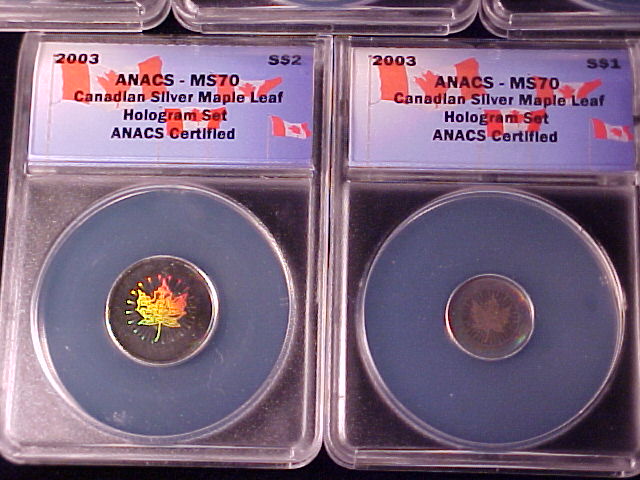 2003 S$2
ANACS - MS70
Canadian Silver Maple Leaf
Hologram Set
ANACS Certified
2003 S$1
ANACS - MS70
Canadian Silver Maple Leaf
Hologram Set
ANACS Certified